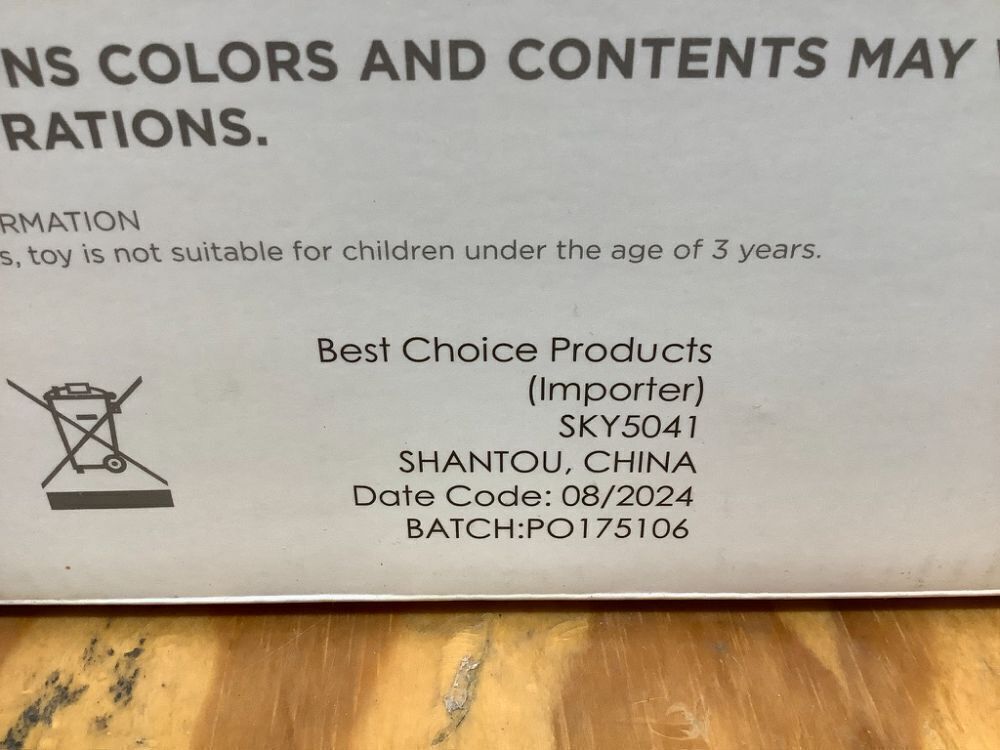 NS COLORS AND CONTENTS MAY
RATIONS.
RMATION
s, toy is not suitable for children under the age of 3 years.
Best Choice Products
(Importer)
SKY5041
SHANTOU, CHINA
Date Code: 08/2024
BATCH:PO175106